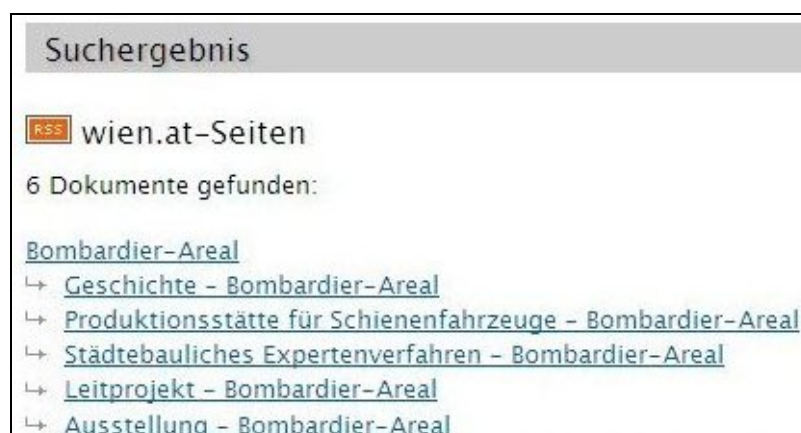 Suchergebnis
RSS wien.at-Seiten
6 Dokumente gefunden:
Bombardier-Areal
↳ Geschichte – Bombardier-Areal
↳ Produktionsstätte für Schienenfahrzeuge – Bombardier-Areal
↳ Städtebauliches Expertenverfahren – Bombardier-Areal
↳ Leitprojekt – Bombardier-Areal
↳ Ausstellung – Bombardier-Areal